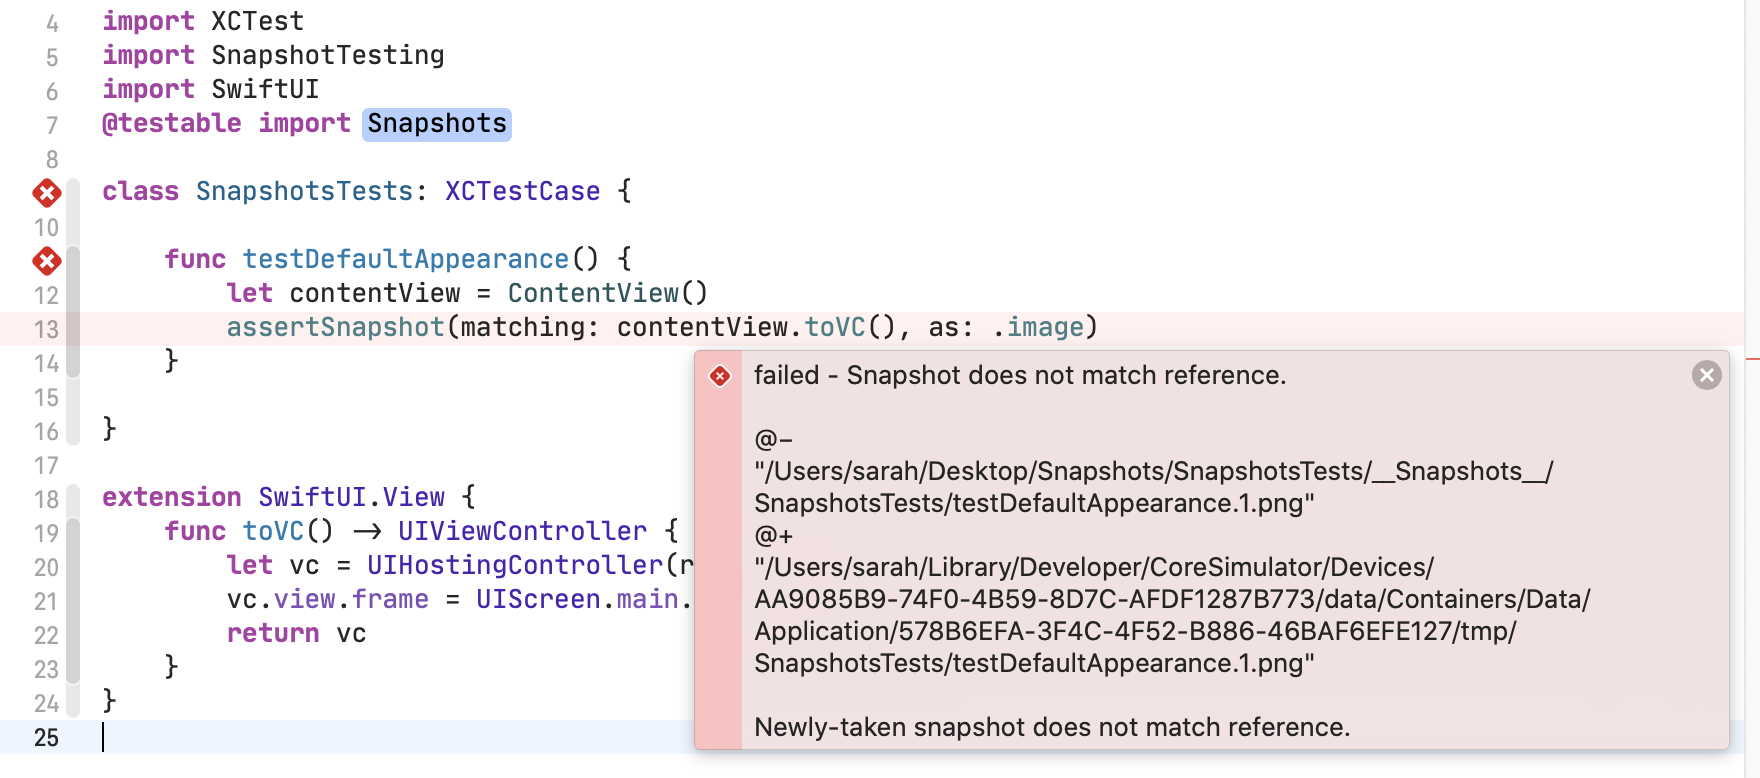 4 import XCTest
5 import SnapshotTesting
6 import SwiftUI
7 @testable import Snapshots
8
class SnapshotsTests: XCTestCase {
10
func testDefaultAppearance() {
12 let contentView = ContentView()
13 assertSnapshot(matching: contentView.toVC(), as: .image)
14 }
15
16 }
17
18 extension SwiftUI.View {
19 func toVC() -> UIViewController {
20 let vc = UIHostingController(r
21 vc.view.frame = UIScreen.main.
22 return vc
23 }
24 }
25
failed - Snapshot does not match reference.
@−
"/Users/sarah/Desktop/Snapshots/SnapshotsTests/__Snapshots__/
SnapshotsTests/testDefaultAppearance.1.png"
@+
"/Users/sarah/Library/Developer/CoreSimulator/Devices/
AA9085B9-74F0-4B59-8D7C-AFDF1287B773/data/Containers/Data/
Application/578B6EFA-3F4C-4F52-B886-46BAF6EFE127/tmp/
SnapshotsTests/testDefaultAppearance.1.png"
Newly-taken snapshot does not match reference.